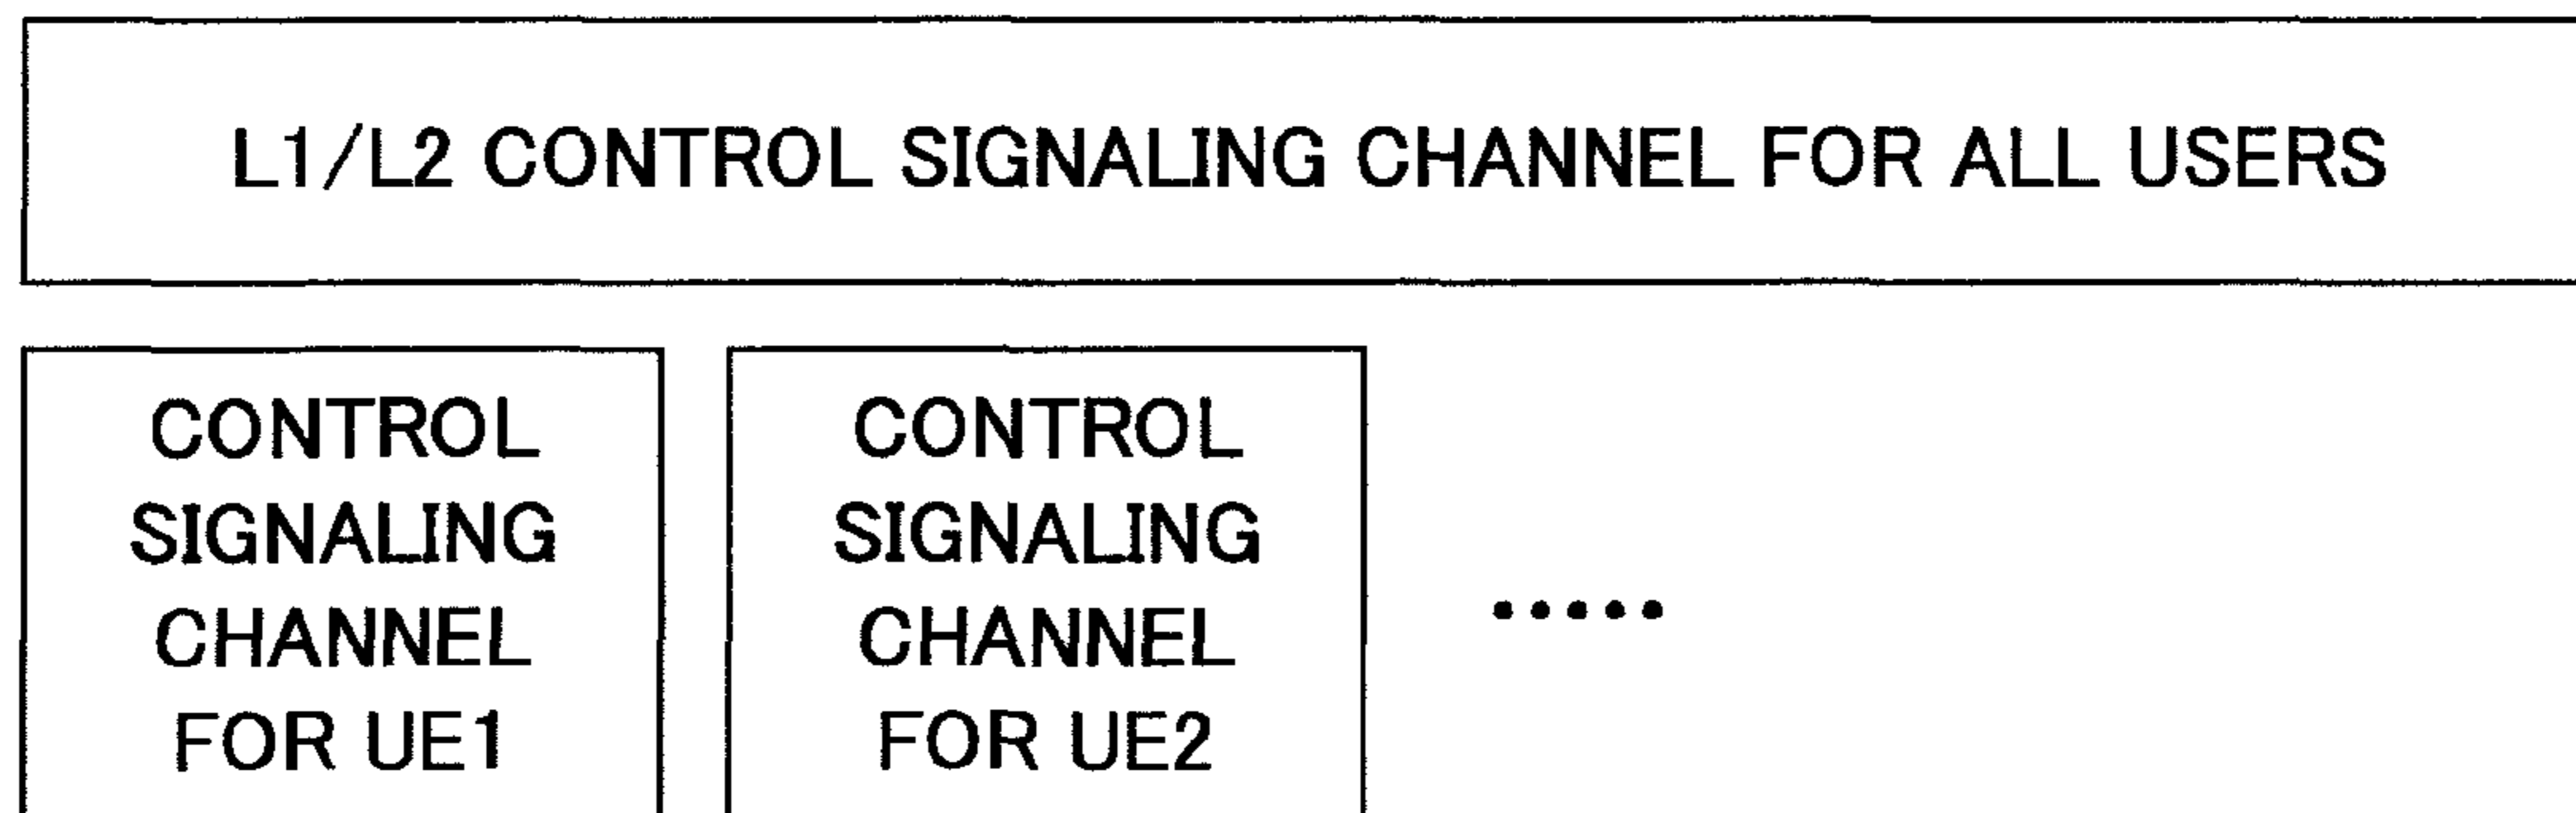 L1/L2 CONTROL SIGNALING CHANNEL FOR ALL USERS
CONTROL
SIGNALING
CHANNEL
FOR UE1
CONTROL
SIGNALING
CHANNEL
FOR UE2
•••••